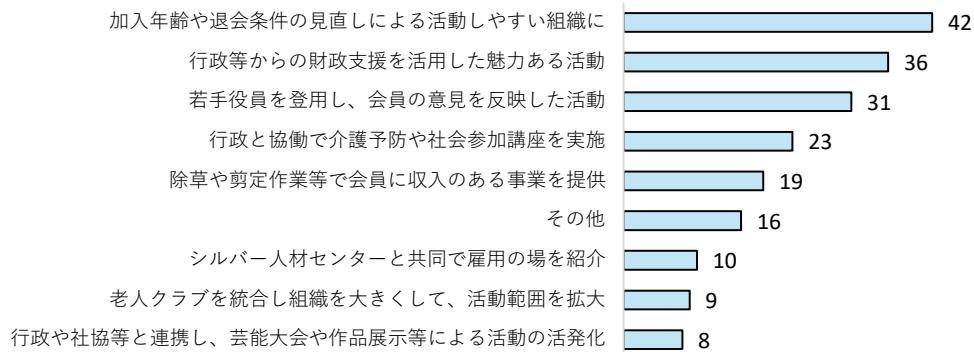 加入年齢や退会条件の見直しによる活動しやすい組織に 42
行政等からの財政支援を活用した魅力ある活動 36
若手役員を登用し、会員の意見を反映した活動 31
行政と協働で介護予防や社会参加講座を実施 23
除草や剪定作業等で会員に収入のある事業を提供 19
その他 16
シルバー人材センターと共同で雇用の場を紹介 10
老人クラブを統合し組織を大きくして、活動範囲を拡大 9
行政や社協等と連携し、芸能大会や作品展示等による活動の活発化 8